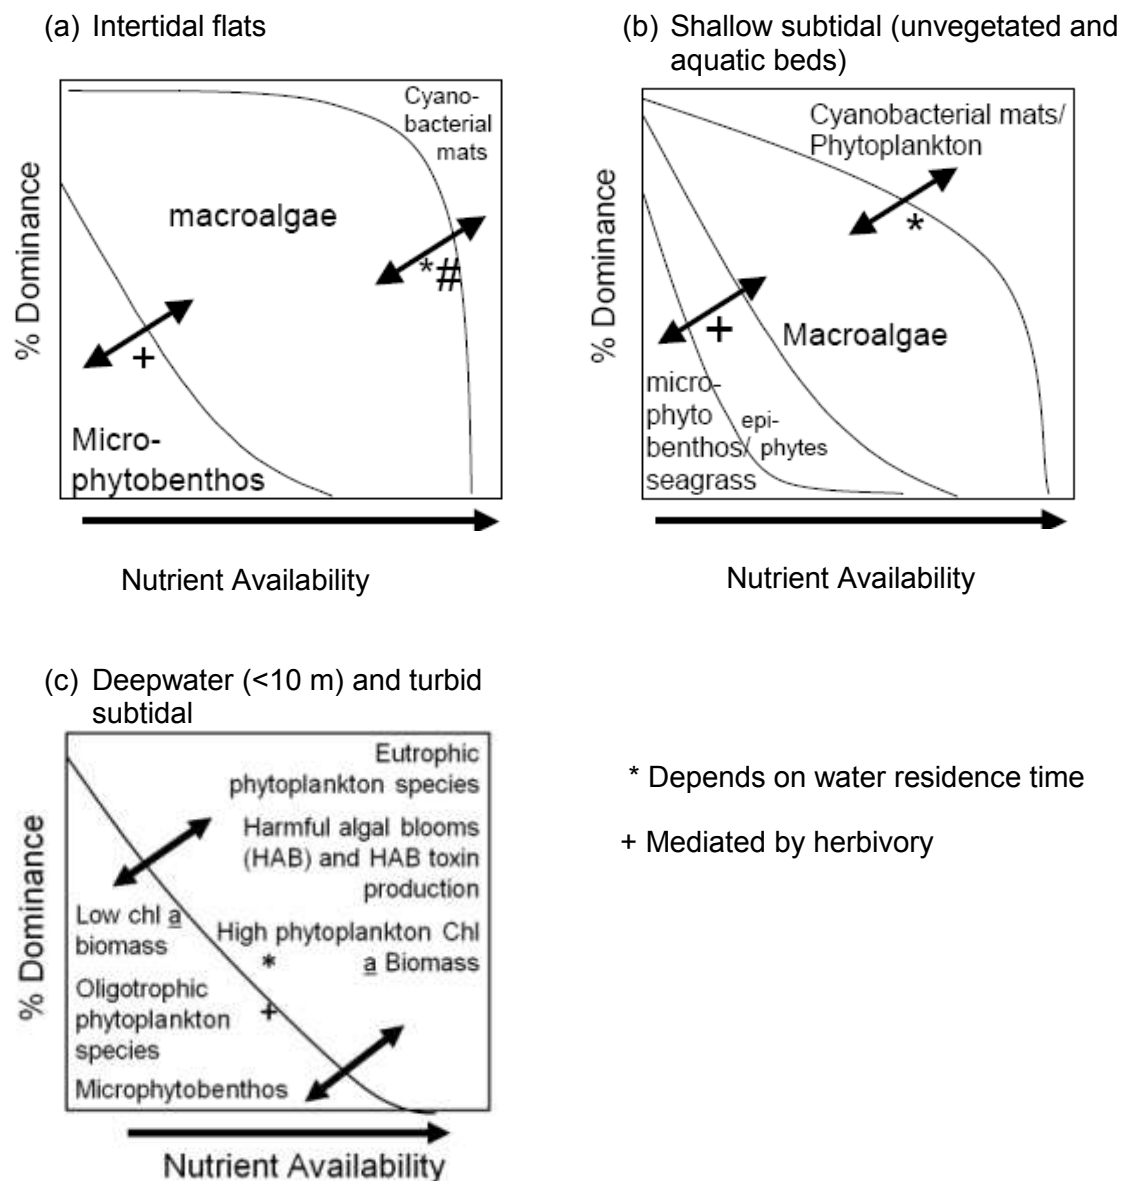 (a) Intertidal flats
% Dominance
Cyano-
bacterial
mats
macroalgae
*#
+
Micro-
phytobenthos
Nutrient Availability
(b) Shallow subtidal (unvegetated and
aquatic beds)
% Dominance
Cyanobacterial mats/
Phytoplankton
*
+
Macroalgae
micro-
phyto
benthos/
seagrass
epi-
phytes
Nutrient Availability
(c) Deepwater (<10 m) and turbid
subtidal
% Dominance
Eutrophic
phytoplankton species
Harmful algal blooms
(HAB) and HAB toxin
production
High phytoplankton Chl
a Biomass
*
+
Low chl a
biomass
Oligotrophic
phytoplankton
species
Microphytobenthos
Nutrient Availability
* Depends on water residence time
+ Mediated by herbivory